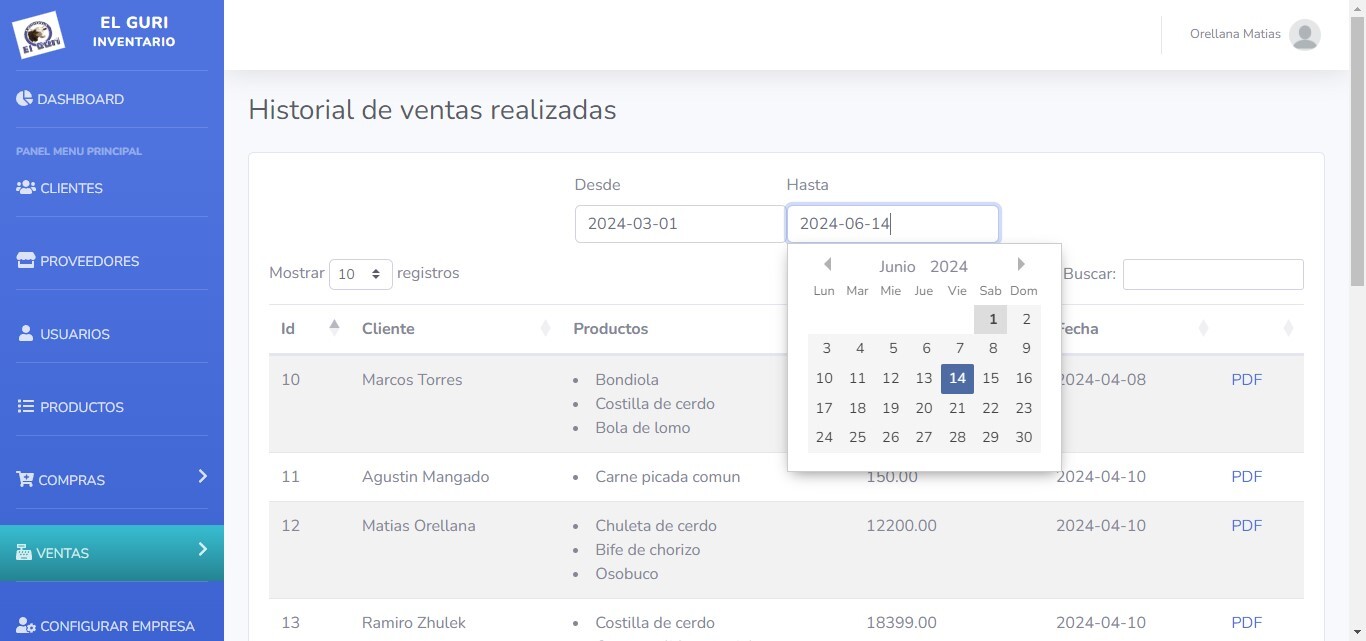 El Guri
EL GURI
INVENTARIO
Orellana Matias
DASHBOARD
PANEL MENU PRINCIPAL
CLIENTES
PROVEEDORES
USUARIOS
PRODUCTOS
COMPRAS
VENTAS
CONFIGURAR EMPRESA
Historial de ventas realizadas
Desde Hasta
2024-03-01 2024-06-14
Mostrar 10 registros Buscar:
Junio 2024
Lun Mar Mie Jue Vie Sab Dom
1 2
3 4 5 6 7 8 9
10 11 12 13 14 15 16
17 18 19 20 21 22 23
24 25 26 27 28 29 30
Id Cliente Productos Fecha
10 Marcos Torres Bondiola 2024-04-08 PDF
Costilla de cerdo
Bola de lomo
11 Agustin Mangado Carne picada comun 150.00 2024-04-10 PDF
12 Matias Orellana Chuleta de cerdo 12200.00 2024-04-10 PDF
Bife de chorizo
Osobuco
13 Ramiro Zhulek Costilla de cerdo 18399.00 2024-04-10 PDF